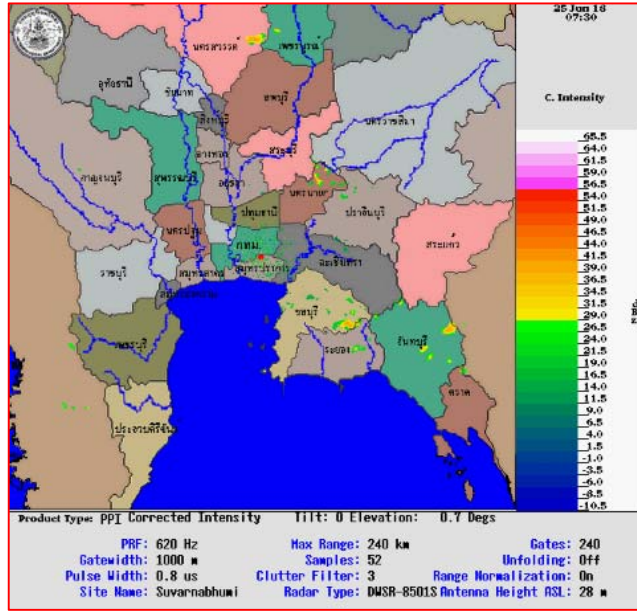 25 Jun 18
07:30
C. Intensity
65.5
64.0
61.5
59.0
56.5
54.0
51.5
49.0
46.5
44.0
41.5
39.0
36.5
34.0
31.5
29.0
26.5
24.0
21.5
19.0
16.5
14.0
11.5
9.0
6.5
4.0
1.5
-1.0
-3.5
-6.0
-8.5
-10.5
นครสวรรค์
เพชรบูรณ์
อุทัยธานี
ชัยนาท
ลพบุรี
สิงห์บุรี
นครราชสีมา
อ่างทอง
สระบุรี
กาญจนบุรี
สุพรรณบุรี
อยุธยา
นครนายก
ปราจีนบุรี
ปทุมธานี
นครปฐม
กทม.
สระแก้ว
ราชบุรี
สมุทรสาคร
สมุทรปราการ
ฉะเชิงเทรา
ชลบุรี
เพชรบุรี
ระยอง
จันทบุรี
ตราด
ประจวบคีรีขันธ์
Product Type: PPI Corrected Intensity Tilt: 0 Elevation: 0.7 Degs
PRF: 620 Hz Max Range: 240 km Gates: 240
Gatewidth: 1000 m Samples: 52 Unfolding: Off
Pulse Width: 0.8 us Clutter Filter: 3 Range Normalization: On
Site Name: Suvarnabhumi Radar Type: DWSR-8501S Antenna Height ASL: 28 m